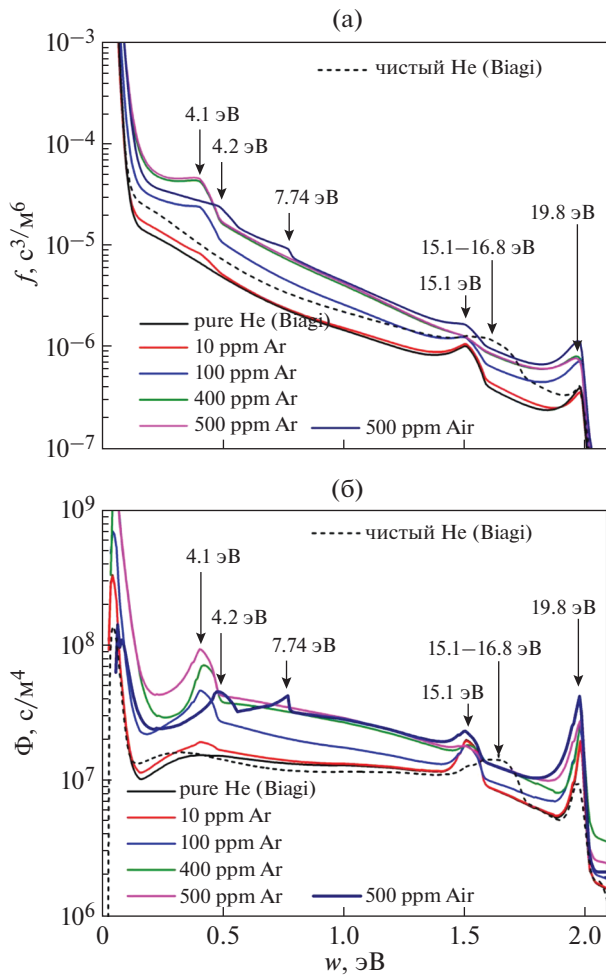 (а)
10⁻³
10⁻⁴
10⁻⁵
10⁻⁶
10⁻⁷
f, с³/м⁶
чистый He (Biagi)
4.1 эВ
4.2 эВ
7.74 эВ
19.8 эВ
15.1–16.8 эВ
15.1 эВ
pure He (Biagi)
10 ppm Ar
100 ppm Ar
400 ppm Ar
500 ppm Ar
500 ppm Air
(б)
10⁹
10⁸
10⁷
10⁶
Φ, с/м⁴
чистый He (Biagi)
4.1 эВ
4.2 эВ
19.8 эВ
7.74 эВ
15.1–16.8 эВ
15.1 эВ
pure He (Biagi)
10 ppm Ar
100 ppm Ar
400 ppm Ar
500 ppm Ar
500 ppm Air
0 0.5 1.0 1.5 2.0
w, эВ